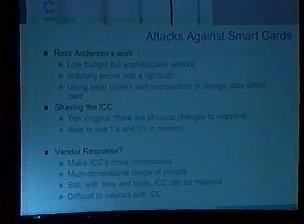 Attacks Against Smart Cards
Ross Anderson's work -
Low budget but sophisticated attacks
Inducing errors with a lightbulb!
Using laser cutters and microprobes to change data within
card
Shaving the ICC
Yes Virginia, there are physical changes to registers
Able to see 1's and 0's in memory
Vendor Response?
Make ICC's more complicated
Multi-dimensional tangle of circuits
Still, with time and tools, ICC can be mapped
Difficult to interact with ICC